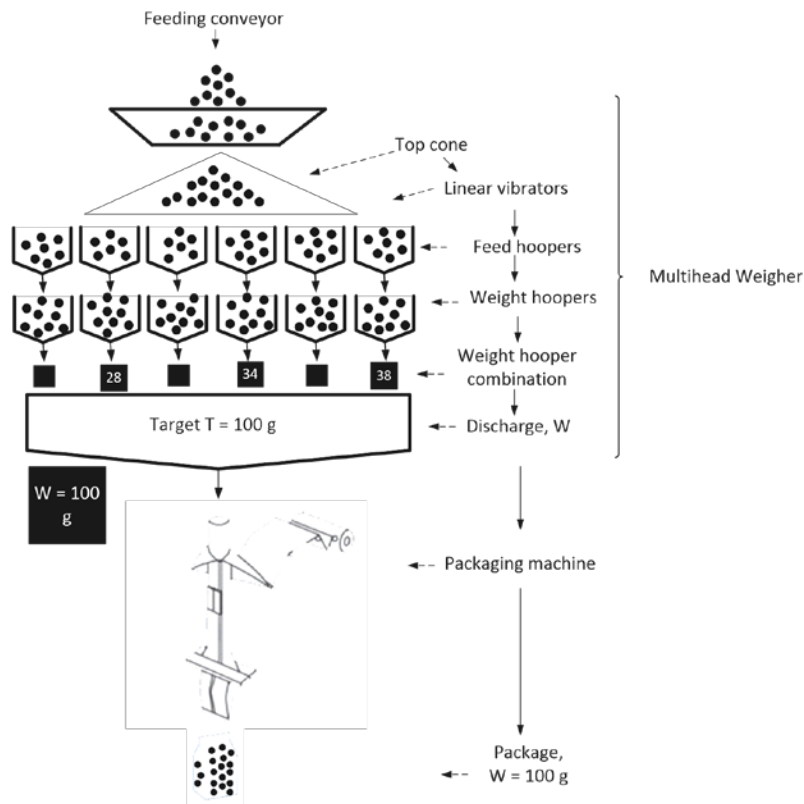 Feeding conveyor
Top cone
Linear vibrators
Feed hoopers
Multihead Weigher
Weight hoopers
Weight hooper
combination
28
34
38
Target T = 100 g
Discharge, W
W = 100
g
Packaging machine
Package,
W = 100 g